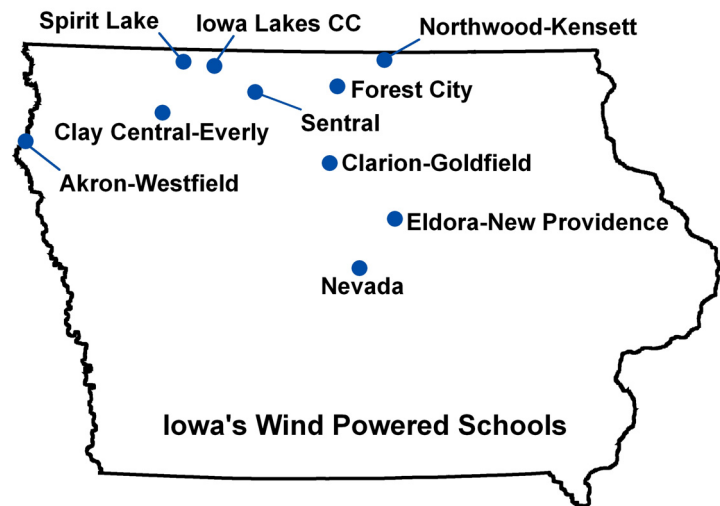 Spirit Lake
Iowa Lakes CC
Northwood-Kensett
Forest City
Sentral
Clay Central-Everly
Clarion-Goldfield
Akron-Westfield
Eldora-New Providence
Nevada
Iowa's Wind Powered Schools